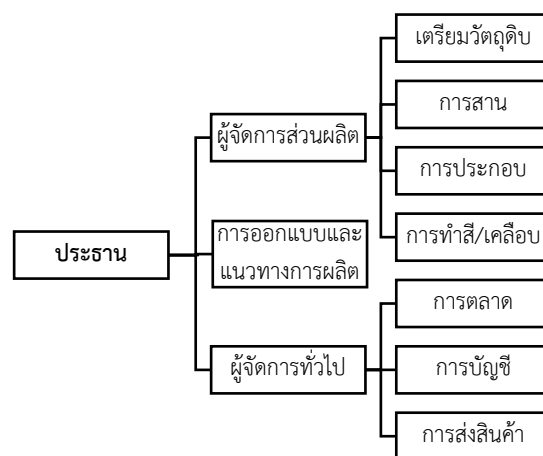 ประธาน
ผู้จัดการส่วนผลิต
เตรียมวัตถุดิบ
การสาน
การประกอบ
การทำสี/เคลือบ
การออกแบบและ
แนวทางการผลิต
ผู้จัดการทั่วไป
การตลาด
การบัญชี
การส่งสินค้า